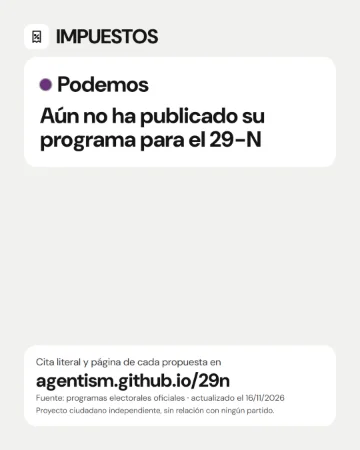 IMPUESTOS
Podemos
Aún no ha publicado su
programa para el 29-N
Cita literal y página de cada propuesta en
agentism.github.io/29n
Fuente: programas electorales oficiales · actualizado el 16/11/2026
Proyecto ciudadano independiente, sin relación con ningún partido.